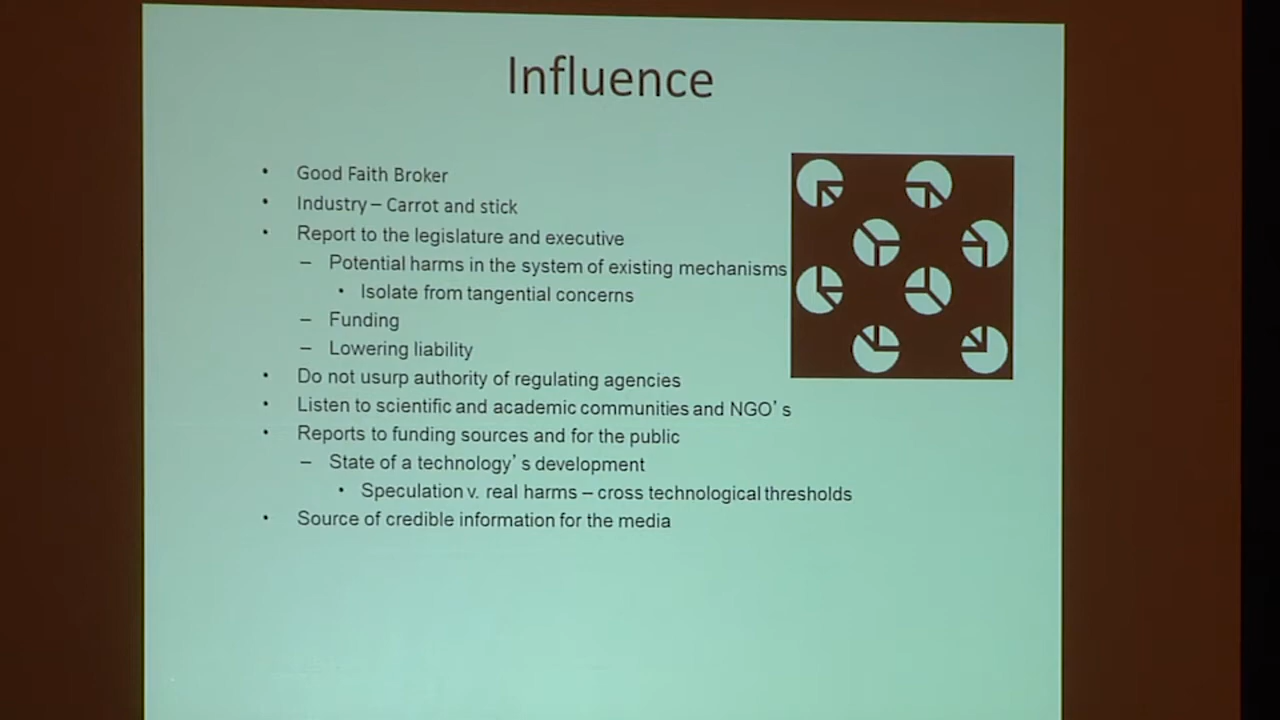 Influence
• Good Faith Broker
• Industry – Carrot and stick
• Report to the legislature and executive
– Potential harms in the system of existing mechanisms
• Isolate from tangential concerns
– Funding
– Lowering liability
• Do not usurp authority of regulating agencies
• Listen to scientific and academic communities and NGO’ s
• Reports to funding sources and for the public
– State of a technology’ s development
• Speculation v. real harms – cross technological thresholds
• Source of credible information for the media